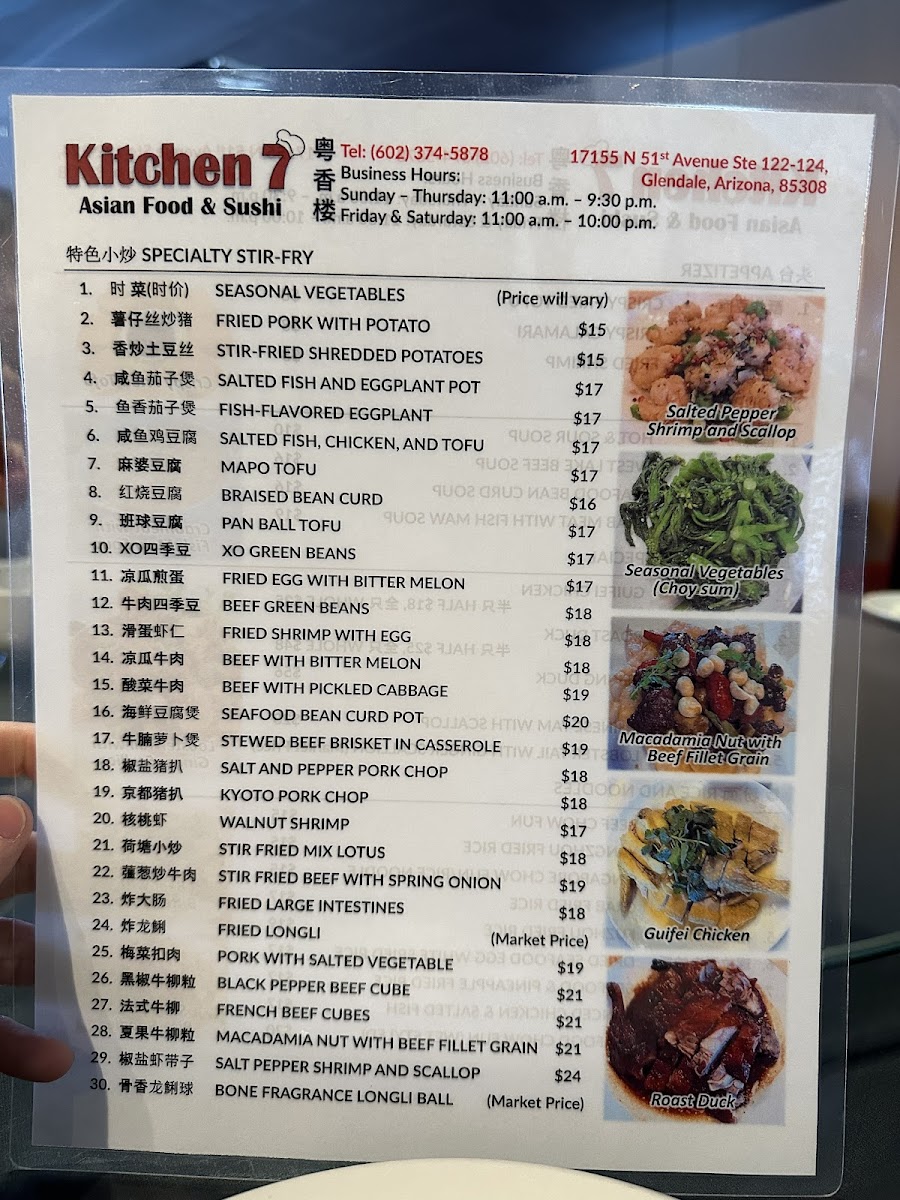 Kitchen 7
Asian Food & Sushi
粤香楼
Tel: (602) 374-5878
Business Hours:
Sunday – Thursday: 11:00 a.m. – 9:30 p.m.
Friday & Saturday: 11:00 a.m. – 10:00 p.m.
17155 N 51st Avenue Ste 122-124,
Glendale, Arizona, 85308
特色小炒 SPECIALTY STIR-FRY
1. 时 菜(时价) SEASONAL VEGETABLES (Price will vary)
2. 薯仔丝炒猪 FRIED PORK WITH POTATO $15
3. 香炒土豆丝 STIR-FRIED SHREDDED POTATOES $15
4. 咸鱼茄子煲 SALTED FISH AND EGGPLANT POT $17
5. 鱼香茄子煲 FISH-FLAVORED EGGPLANT $17
6. 咸鱼鸡豆腐 SALTED FISH, CHICKEN, AND TOFU $17
7. 麻婆豆腐 MAPO TOFU $17
8. 红烧豆腐 BRAISED BEAN CURD $16
9. 班球豆腐 PAN BALL TOFU $17
10. XO四季豆 XO GREEN BEANS $17
11. 凉瓜煎蛋 FRIED EGG WITH BITTER MELON $17
12. 牛肉四季豆 BEEF GREEN BEANS $18
13. 滑蛋虾仁 FRIED SHRIMP WITH EGG $18
14. 凉瓜牛肉 BEEF WITH BITTER MELON $18
15. 酸菜牛肉 BEEF WITH PICKLED CABBAGE $19
16. 海鲜豆腐煲 SEAFOOD BEAN CURD POT $20
17. 牛腩萝卜煲 STEWED BEEF BRISKET IN CASSEROLE $19
18. 椒盐猪扒 SALT AND PEPPER PORK CHOP $18
19. 京都猪扒 KYOTO PORK CHOP $18
20. 核桃虾 WALNUT SHRIMP $17
21. 荷塘小炒 STIR FRIED MIX LOTUS $18
22. 薑葱炒牛肉 STIR FRIED BEEF WITH SPRING ONION $19
23. 炸大肠 FRIED LARGE INTESTINES $18
24. 炸龙鯏 FRIED LONGLI (Market Price)
25. 梅菜扣肉 PORK WITH SALTED VEGETABLE $19
26. 黑椒牛柳粒 BLACK PEPPER BEEF CUBE $21
27. 法式牛柳 FRENCH BEEF CUBES $21
28. 夏果牛柳粒 MACADAMIA NUT WITH BEEF FILLET GRAIN $21
29. 椒盐虾带子 SALT PEPPER SHRIMP AND SCALLOP $24
30. 骨香龙鯏球 BONE FRAGRANCE LONGLI BALL (Market Price)
Salted Pepper
Shrimp and Scallop
Seasonal Vegetables
(Choy sum)
Macadamia Nut with
Beef Fillet Grain
Guifei Chicken
Roast Duck